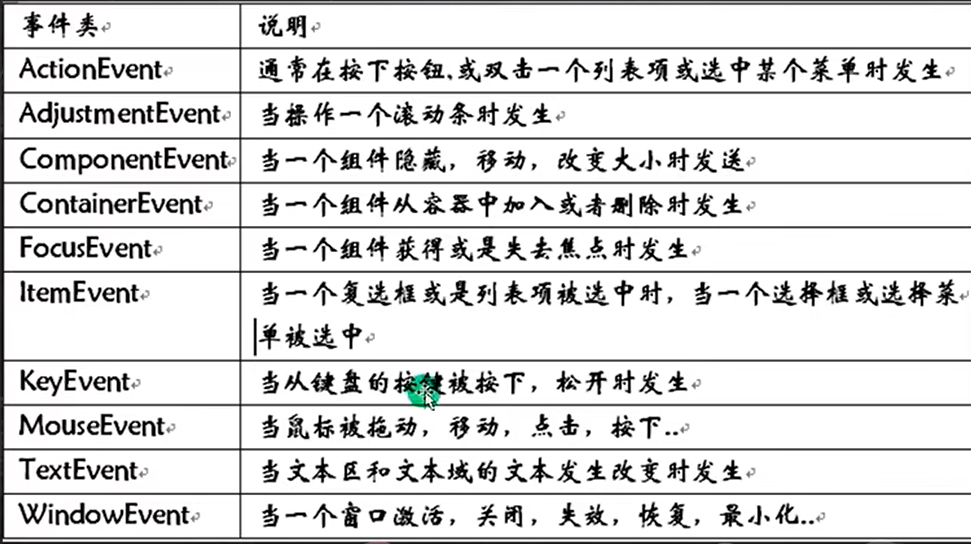 事件类 说明
ActionEvent 通常在按下按钮,或双击一个列表项或选中某个菜单时发生
AdjustmentEvent 当操作一个滚动条时发生
ComponentEvent 当一个组件隐藏，移动，改变大小时发送
ContainerEvent 当一个组件从容器中加入或者删除时发生
FocusEvent 当一个组件获得或是失去焦点时发生
ItemEvent 当一个复选框或是列表项被选中时，当一个选择框或选择菜
单被选中
KeyEvent 当从键盘的按键被按下，松开时发生
MouseEvent 当鼠标被拖动，移动，点击，按下..
TextEvent 当文本区和文本域的文本发生改变时发生
WindowEvent 当一个窗口激活，关闭，失效，恢复，最小化..